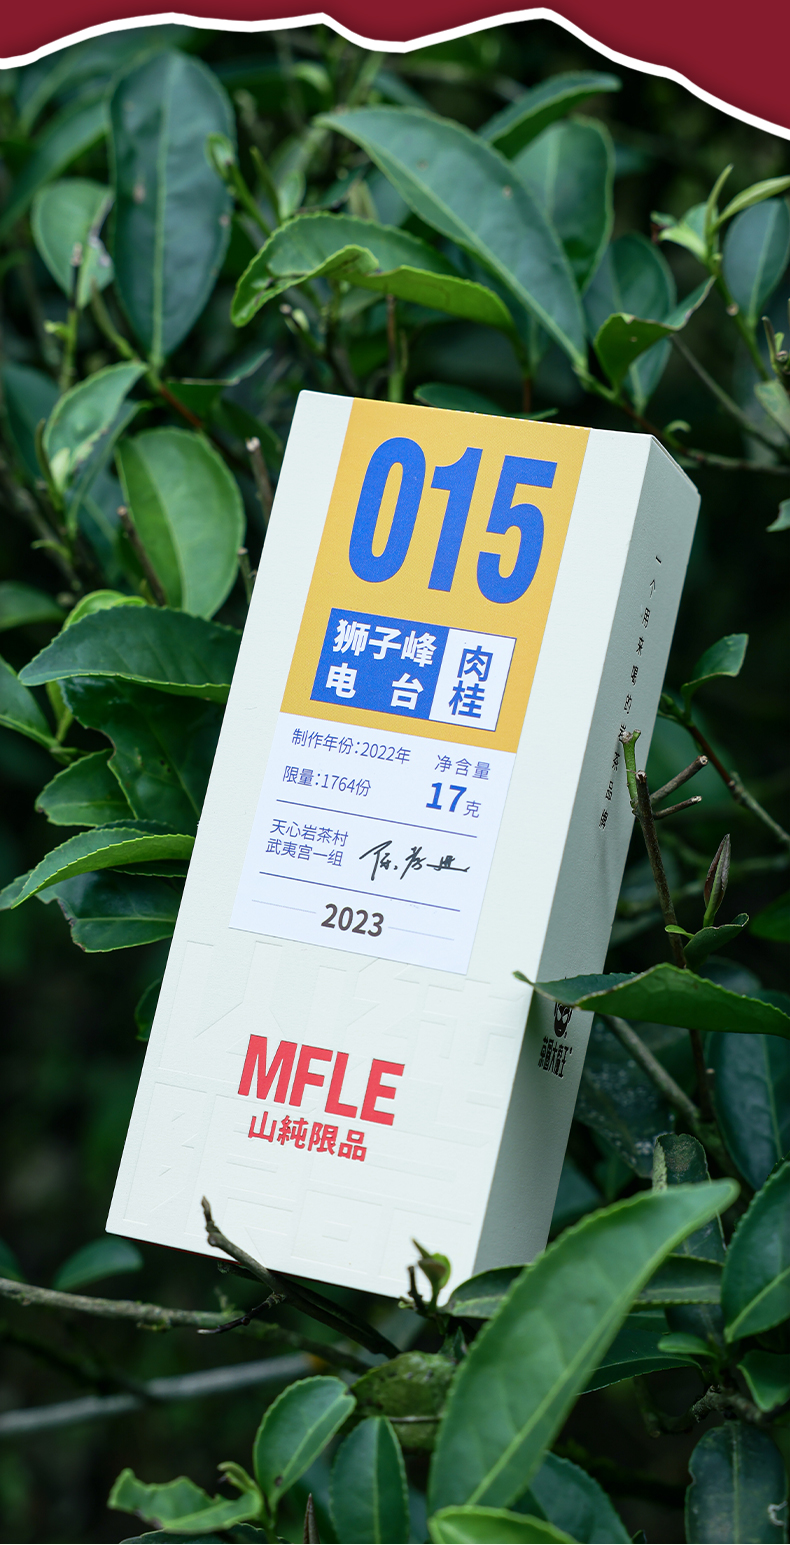 015
狮子峰
电台
肉桂
制作年份:2022年
净含量
限量:1764份
17克
天心岩茶村
武夷宫一组
2023
MFLE
山純限品